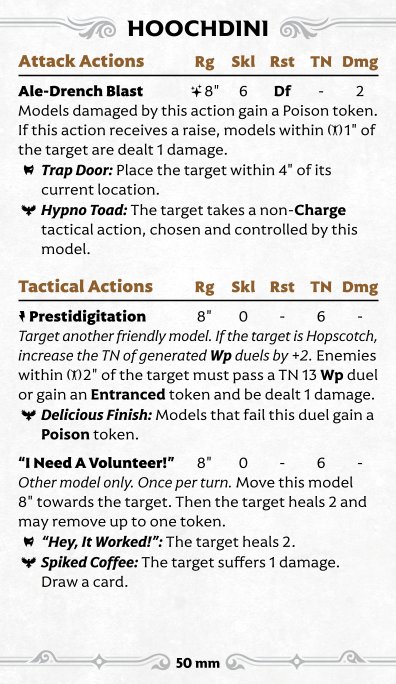 HOOCHDINI
Attack Actions Rg Skl Rst TN Dmg
Ale-Drench Blast 8" 6 Df - 2
Models damaged by this action gain a Poison token.
If this action receives a raise, models within 1" of
the target are dealt 1 damage.
Trap Door: Place the target within 4" of its
current location.
Hypno Toad: The target takes a non-Charge
tactical action, chosen and controlled by this
model.
Tactical Actions Rg Skl Rst TN Dmg
Prestidigitation 8" 0 - 6 -
Target another friendly model. If the target is Hopscotch,
increase the TN of generated Wp duels by +2. Enemies
within 2" of the target must pass a TN 13 Wp duel
or gain an Entranced token and be dealt 1 damage.
Delicious Finish: Models that fail this duel gain a
Poison token.
“I Need A Volunteer!” 8" 0 - 6 -
Other model only. Once per turn. Move this model
8" towards the target. Then the target heals 2 and
may remove up to one token.
“Hey, It Worked!”: The target heals 2.
Spiked Coffee: The target suffers 1 damage.
Draw a card.
50 mm